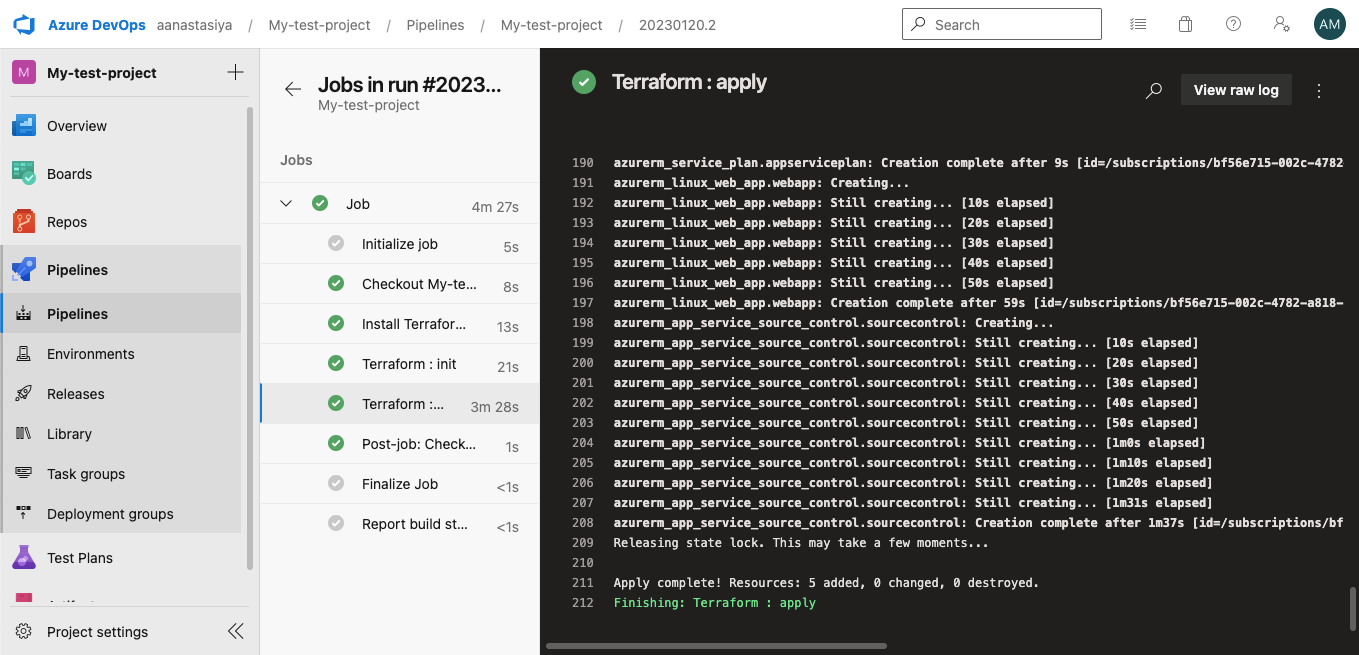 Azure DevOps aanastasiya / My-test-project / Pipelines / My-test-project / 20230120.2
Search
AM
M My-test-project
Overview
Boards
Repos
Pipelines
Pipelines
Environments
Releases
Library
Task groups
Deployment groups
Test Plans
Project settings
Jobs in run #2023...
My-test-project
Jobs
Job 4m 27s
Initialize job 5s
Checkout My-te... 8s
Install Terrafor... 13s
Terraform : init 21s
Terraform :... 3m 28s
Post-job: Check... 1s
Finalize Job <1s
Report build st... <1s
Terraform : apply
View raw log
190 azurerm_service_plan.appserviceplan: Creation complete after 9s [id=/subscriptions/bf56e715-002c-4782
191 azurerm_linux_web_app.webapp: Creating...
192 azurerm_linux_web_app.webapp: Still creating... [10s elapsed]
193 azurerm_linux_web_app.webapp: Still creating... [20s elapsed]
194 azurerm_linux_web_app.webapp: Still creating... [30s elapsed]
195 azurerm_linux_web_app.webapp: Still creating... [40s elapsed]
196 azurerm_linux_web_app.webapp: Still creating... [50s elapsed]
197 azurerm_linux_web_app.webapp: Creation complete after 59s [id=/subscriptions/bf56e715-002c-4782-a818-
198 azurerm_app_service_source_control.sourcecontrol: Creating...
199 azurerm_app_service_source_control.sourcecontrol: Still creating... [10s elapsed]
200 azurerm_app_service_source_control.sourcecontrol: Still creating... [20s elapsed]
201 azurerm_app_service_source_control.sourcecontrol: Still creating... [30s elapsed]
202 azurerm_app_service_source_control.sourcecontrol: Still creating... [40s elapsed]
203 azurerm_app_service_source_control.sourcecontrol: Still creating... [50s elapsed]
204 azurerm_app_service_source_control.sourcecontrol: Still creating... [1m0s elapsed]
205 azurerm_app_service_source_control.sourcecontrol: Still creating... [1m10s elapsed]
206 azurerm_app_service_source_control.sourcecontrol: Still creating... [1m20s elapsed]
207 azurerm_app_service_source_control.sourcecontrol: Still creating... [1m31s elapsed]
208 azurerm_app_service_source_control.sourcecontrol: Creation complete after 1m37s [id=/subscriptions/bf
209 Releasing state lock. This may take a few moments...
210
211 Apply complete! Resources: 5 added, 0 changed, 0 destroyed.
212 Finishing: Terraform : apply